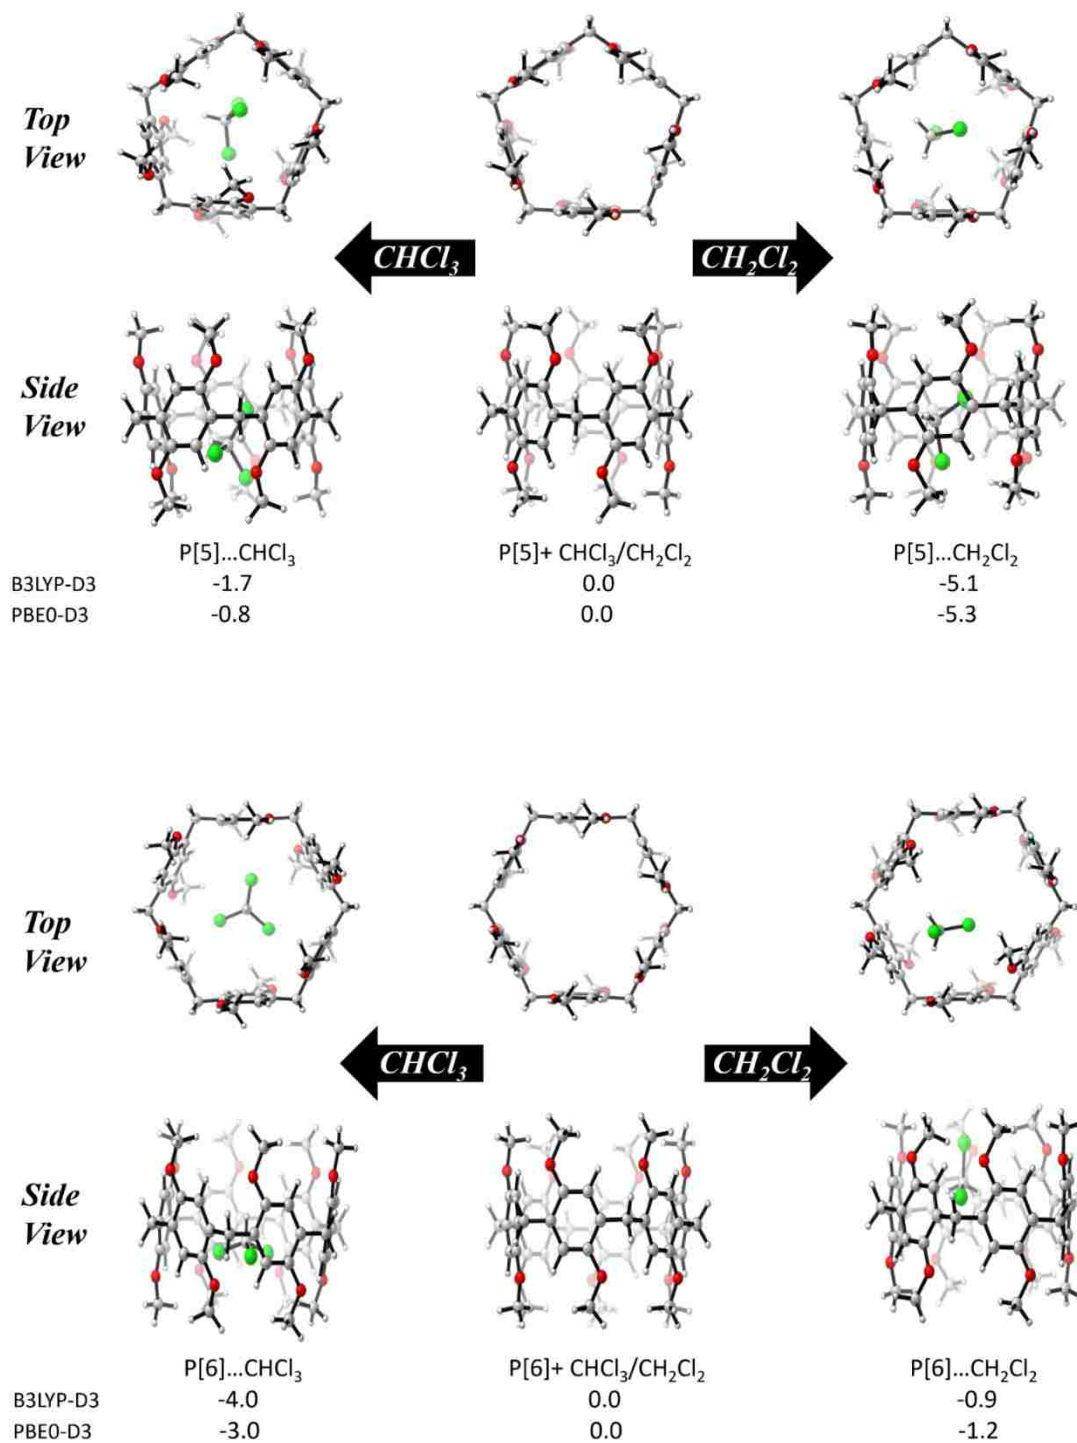 Top
View
CHCl₃
CH₂Cl₂
Side
View
P[5]...CHCl₃ P[5]+ CHCl₃/CH₂Cl₂ P[5]...CH₂Cl₂
B3LYP-D3 -1.7 0.0 -5.1
PBE0-D3 -0.8 0.0 -5.3
Top
View
CHCl₃
CH₂Cl₂
Side
View
P[6]...CHCl₃ P[6]+ CHCl₃/CH₂Cl₂ P[6]...CH₂Cl₂
B3LYP-D3 -4.0 0.0 -0.9
PBE0-D3 -3.0 0.0 -1.2